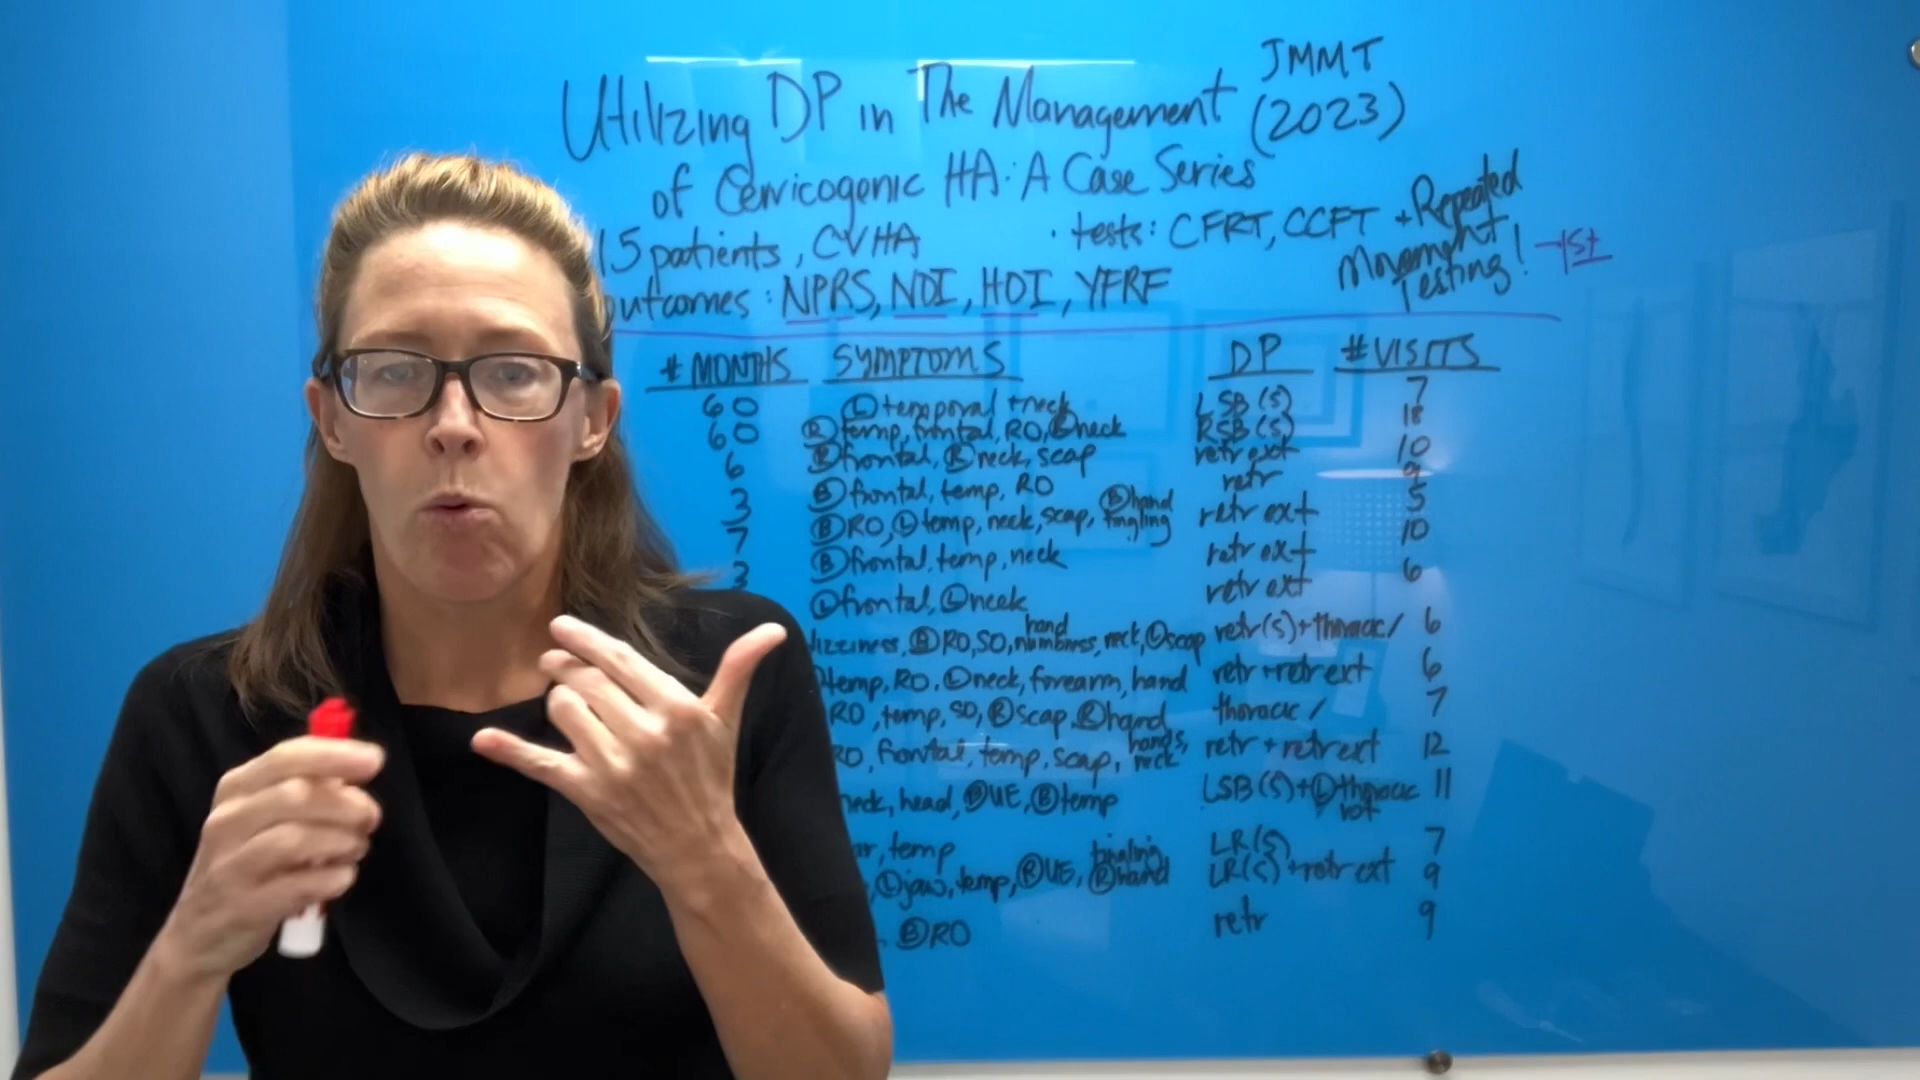 JMMT
Utilizing DP in The Management (2023)
of Cervicogenic HA: A Case Series
15 patients, CVHA · tests: CFRT, CCFT + Repeated Movement Testing! → 1st
utcomes: NPRS, NDI, HDI, YFRF
# MONTHS SYMPTOMS DP # VISITS
60 Ⓛ temporal + neck LSB(s) 7
60 Ⓡ temp, frontal, RO, neck RSB(s) 18
6 frontal, neck, scap retr ext 10
3 Ⓑ frontal, temp, RO retr 9
7 Ⓑ RO, Ⓛ temp, neck, scap, Ⓑ hand tingling retr ext 5
3 Ⓑ frontal, temp, neck retr ext 10
Ⓛ frontal, Ⓛ neck retr ext 6
izziness, Ⓑ RO, SO, hand numbness, neck, Ⓛ scap retr(s) + thoracic / 6
temp, RO, Ⓛ neck, forearm, hand retr + retr ext 6
RO, temp, SO, Ⓡ scap, Ⓡ hand thoracic / 7
RO, frontal, temp, scap, hands, neck retr + retr ext 12
neck, head, UE, Ⓑ temp LSB(s) + Ⓛ thoracic rot 11
ar, temp LR(s) 7
, Ⓛ jaw, temp, Ⓡ UE, tingling Ⓡ hand LR(s) + retr ext 9
, Ⓑ RO retr 9